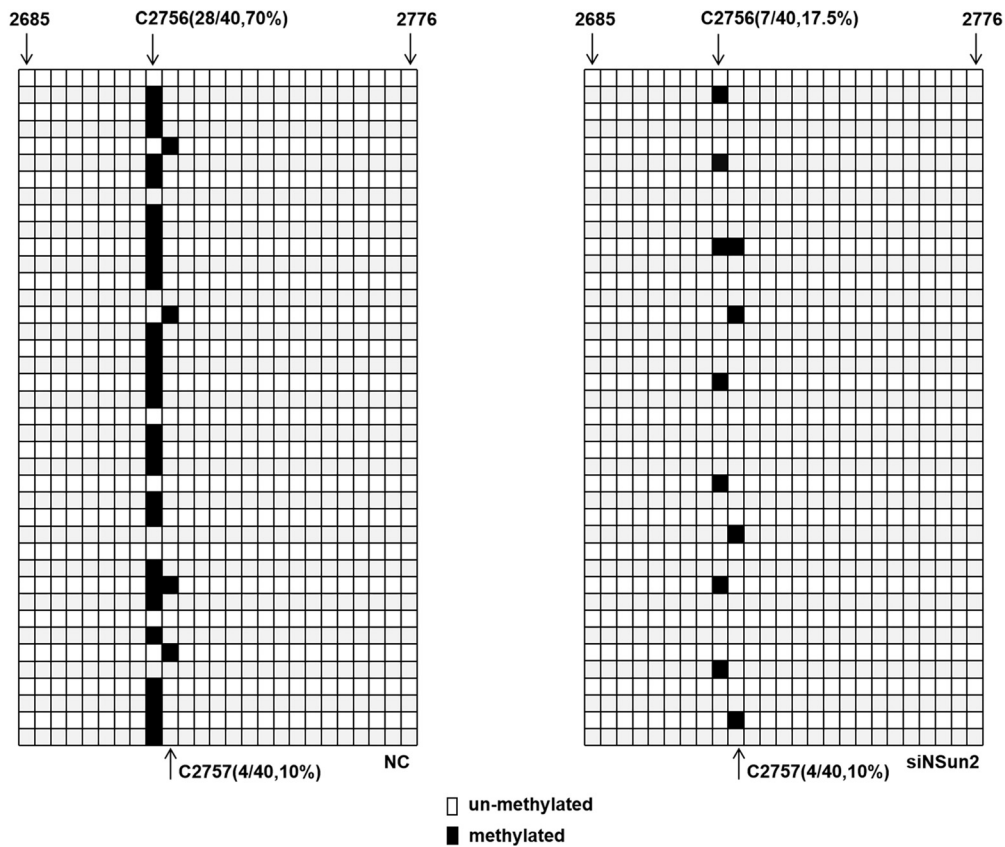 2685 C2756(28/40,70%) 2776
2685 C2756(7/40,17.5%) 2776
C2757(4/40,10%) NC
C2757(4/40,10%) siNSun2
un-methylated
methylated